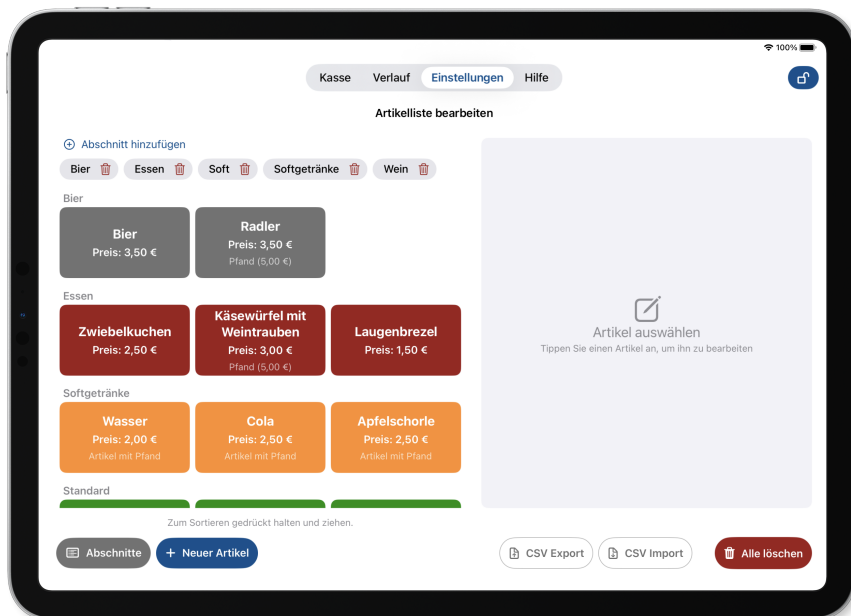 100%
Kasse Verlauf Einstellungen Hilfe
Artikelliste bearbeiten
Abschnitt hinzufügen
Bier Essen Soft Softgetränke Wein
Bier
Bier
Preis: 3,50 €
Radler
Preis: 3,50 €
Pfand (5,00 €)
Essen
Zwiebelkuchen
Preis: 2,50 €
Käsewürfel mit
Weintrauben
Preis: 3,00 €
Pfand (5,00 €)
Laugenbrezel
Preis: 1,50 €
Softgetränke
Wasser
Preis: 2,00 €
Artikel mit Pfand
Cola
Preis: 2,50 €
Artikel mit Pfand
Apfelschorle
Preis: 2,50 €
Artikel mit Pfand
Standard
Zum Sortieren gedrückt halten und ziehen.
Artikel auswählen
Tippen Sie einen Artikel an, um ihn zu bearbeiten
Abschnitte
+ Neuer Artikel
CSV Export
CSV Import
Alle löschen